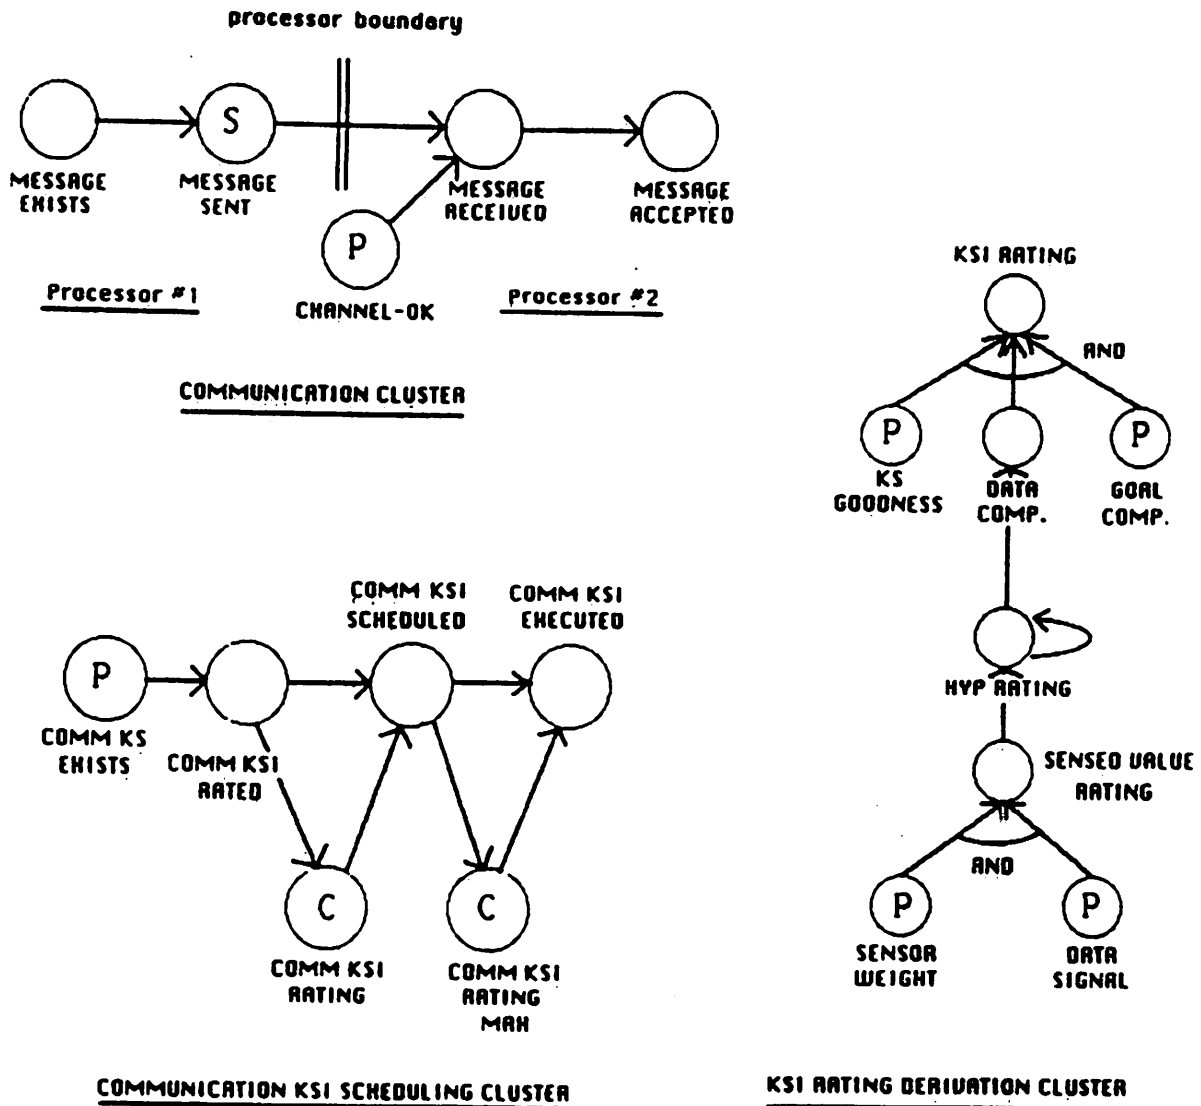 processor boundary
S
MESSAGE
EXISTS
MESSAGE
SENT
MESSAGE
RECEIVED
MESSAGE
ACCEPTED
P
CHANNEL-OK
Processor #1
Processor #2
COMMUNICATION CLUSTER
KSI RATING
AND
P
P
KS
GOODNESS
DATA
COMP.
GOAL
COMP.
HYP RATING
SENSED VALUE
RATING
AND
P
P
SENSOR
WEIGHT
DATA
SIGNAL
KSI RATING DERIVATION CLUSTER
COMM KSI
SCHEDULED
COMM KSI
EXECUTED
P
COMM KS
EXISTS
COMM KSI
RATED
C
C
COMM KSI
RATING
COMM KSI
RATING
MAX
COMMUNICATION KSI SCHEDULING CLUSTER